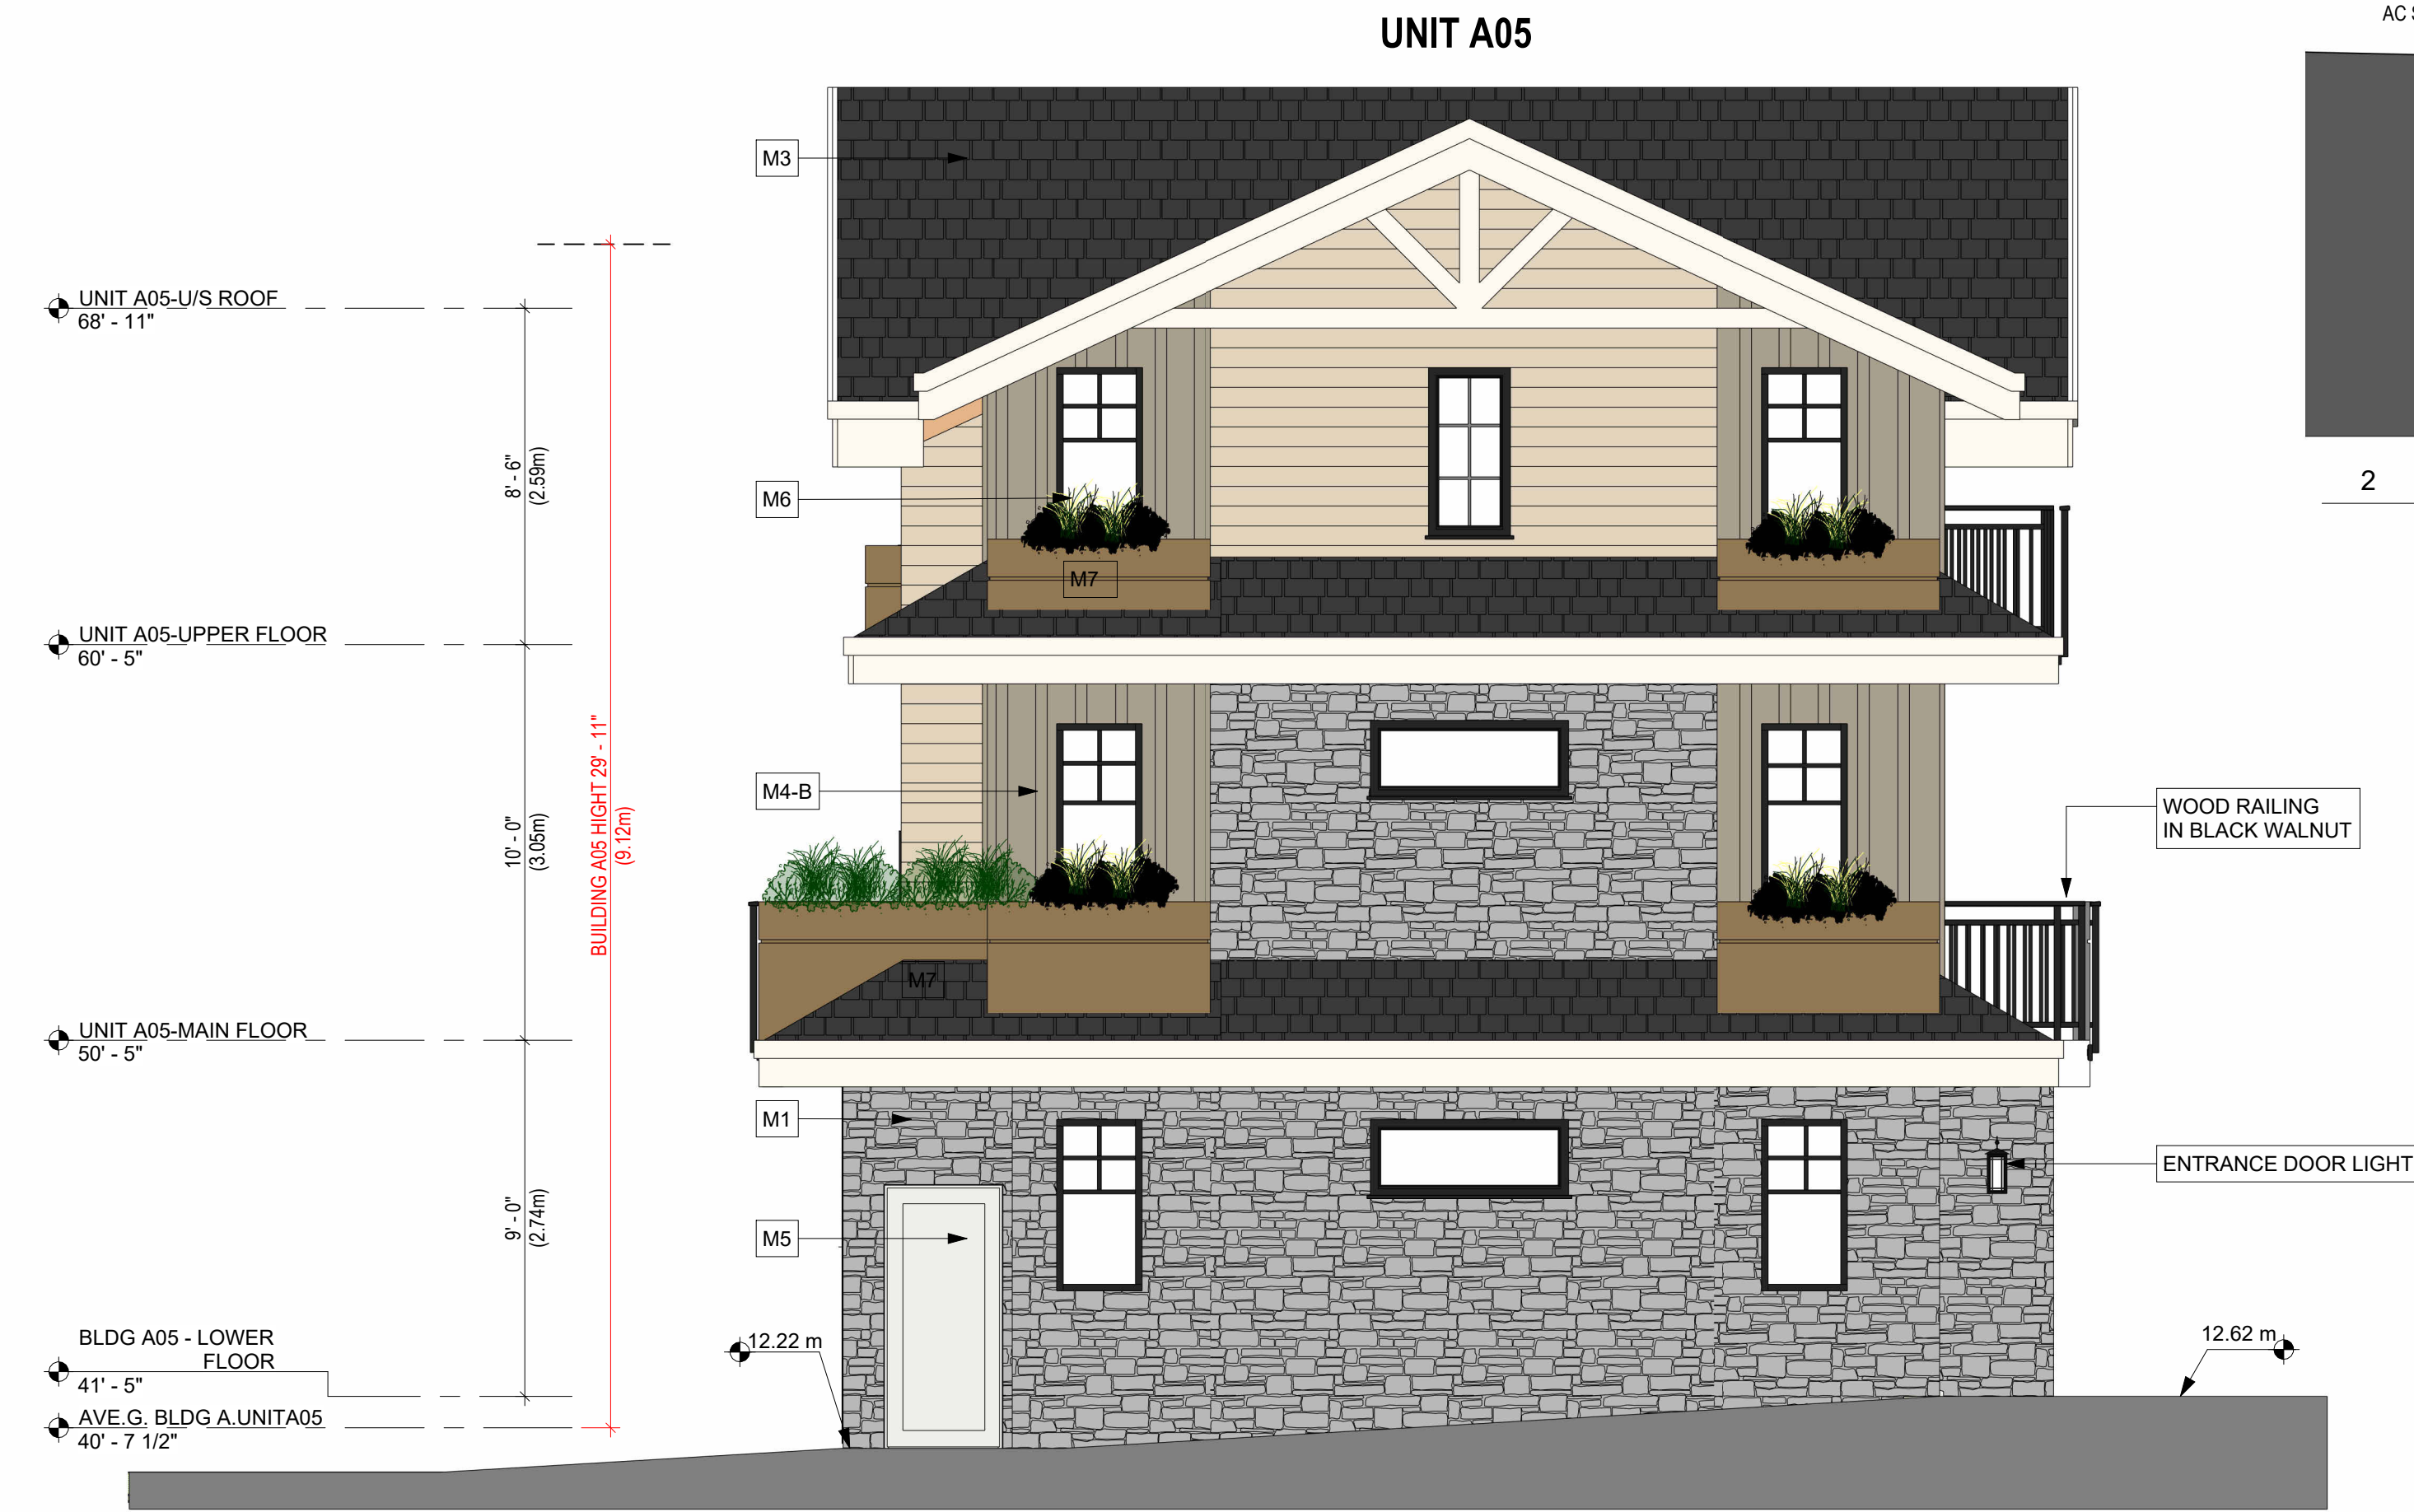 UNIT A05
AC S
M3
UNIT A05-U/S ROOF
68' - 11"
8' - 6"
(2.59m)
2
M6
M7
UNIT A05-UPPER FLOOR
60' - 5"
BUILDING A05 HIGHT 29' - 11"
(9.12m)
M4-B
WOOD RAILING
IN BLACK WALNUT
10' - 0"
(3.05m)
M7
UNIT A05-MAIN FLOOR
50' - 5"
M1
ENTRANCE DOOR LIGHT
9' - 0"
(2.74m)
M5
12.22 m
12.62 m
BLDG A05 - LOWER
FLOOR
41' - 5"
AVE.G. BLDG A.UNITA05
40' - 7 1/2"